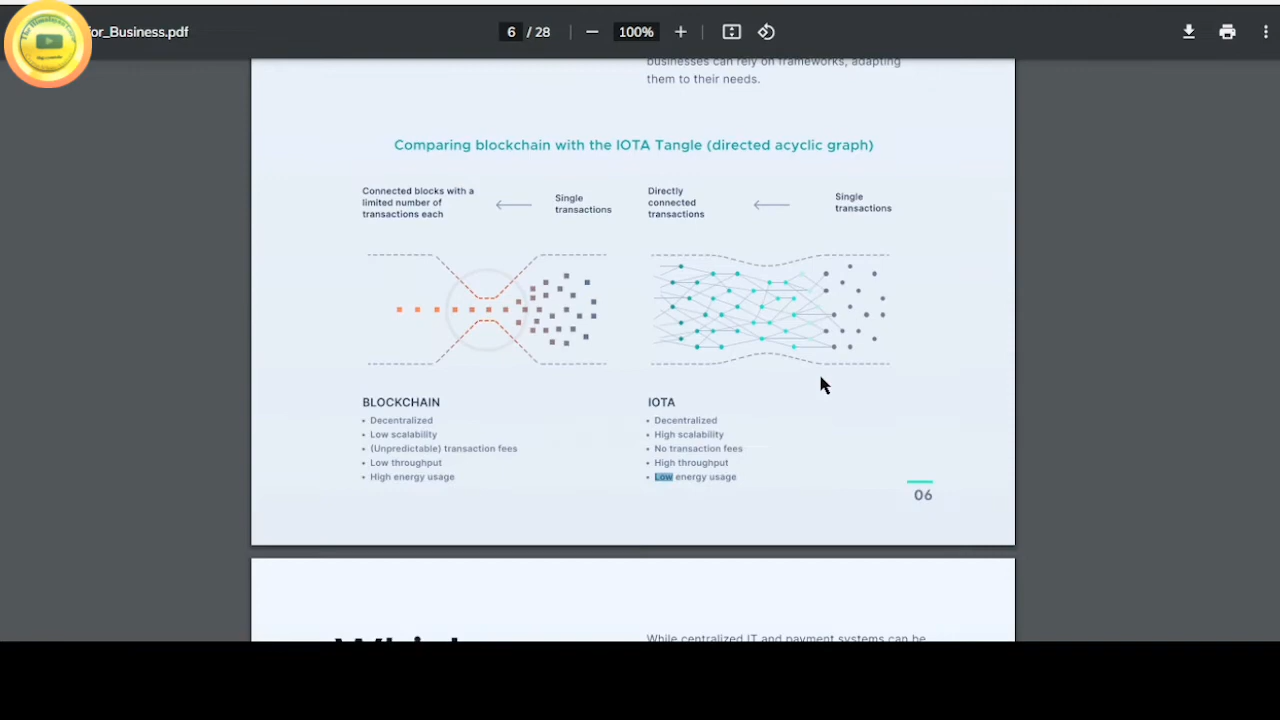 for_Business.pdf
6 / 28
100%
businesses can rely on frameworks, adapting
them to their needs.
Comparing blockchain with the IOTA Tangle (directed acyclic graph)
Connected blocks with a
limited number of
transactions each
Single
transactions
Directly
connected
transactions
Single
transactions
BLOCKCHAIN
• Decentralized
• Low scalability
• (Unpredictable) transaction fees
• Low throughput
• High energy usage
IOTA
• Decentralized
• High scalability
• No transaction fees
• High throughput
• Low energy usage
06
While centralized IT and payment systems can be